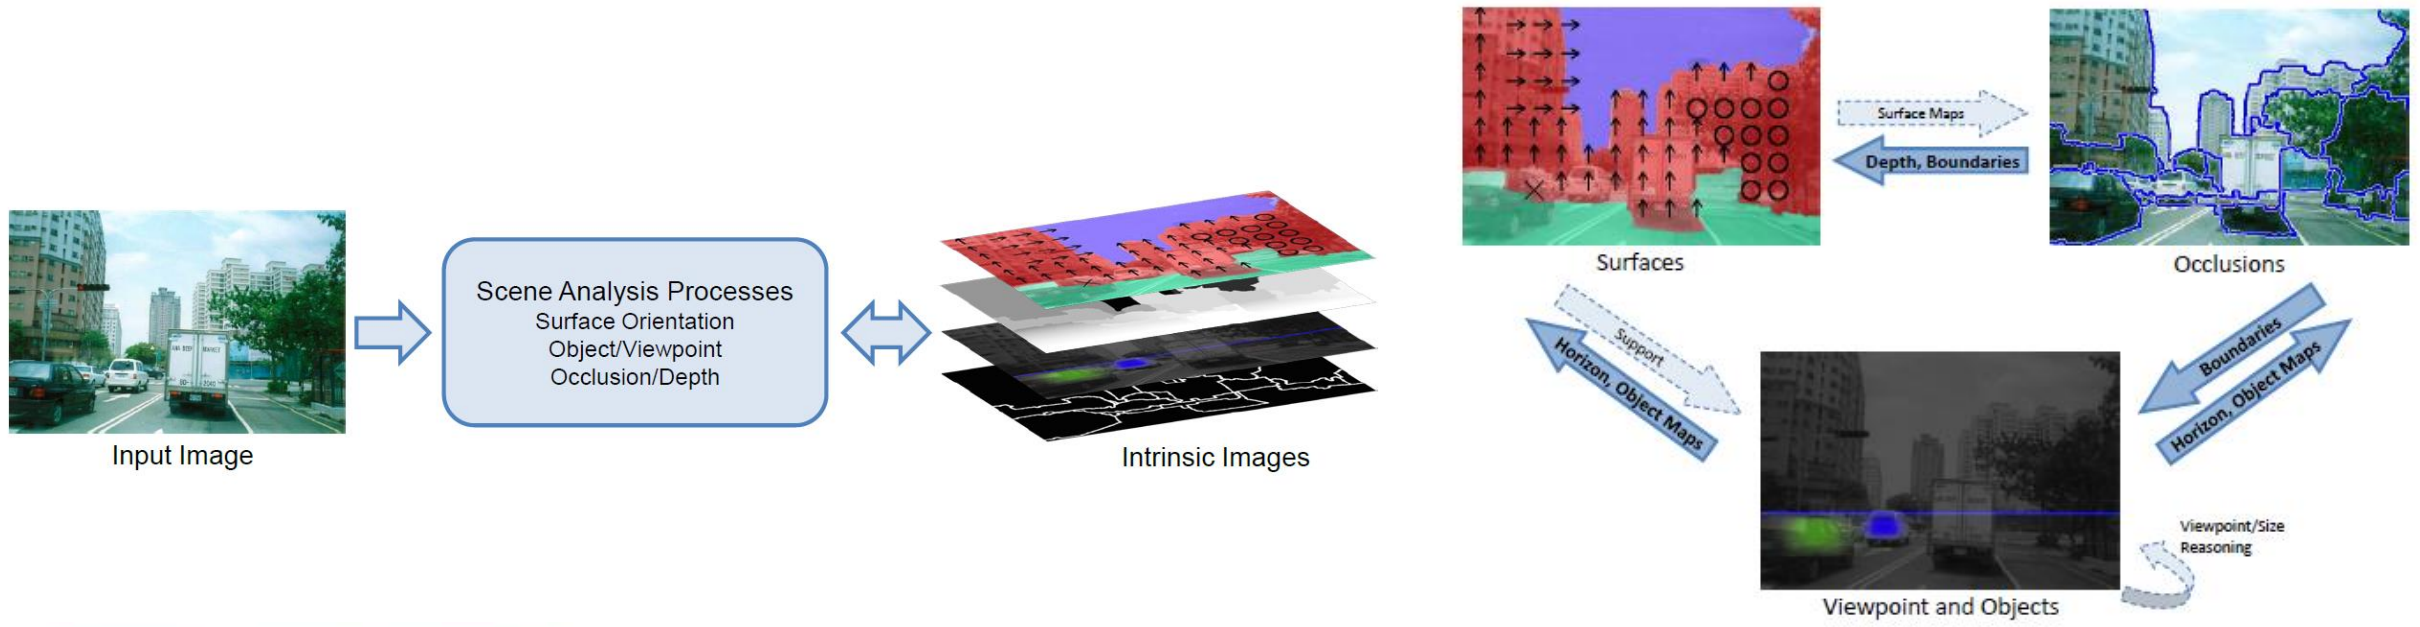 Input Image
Scene Analysis Processes
Surface Orientation
Object/Viewpoint
Occlusion/Depth
Intrinsic Images
Surfaces
Surface Maps
Depth, Boundaries
Occlusions
Support
Horizon, Object Maps
Boundaries
Horizon, Object Maps
Viewpoint/Size
Reasoning
Viewpoint and Objects